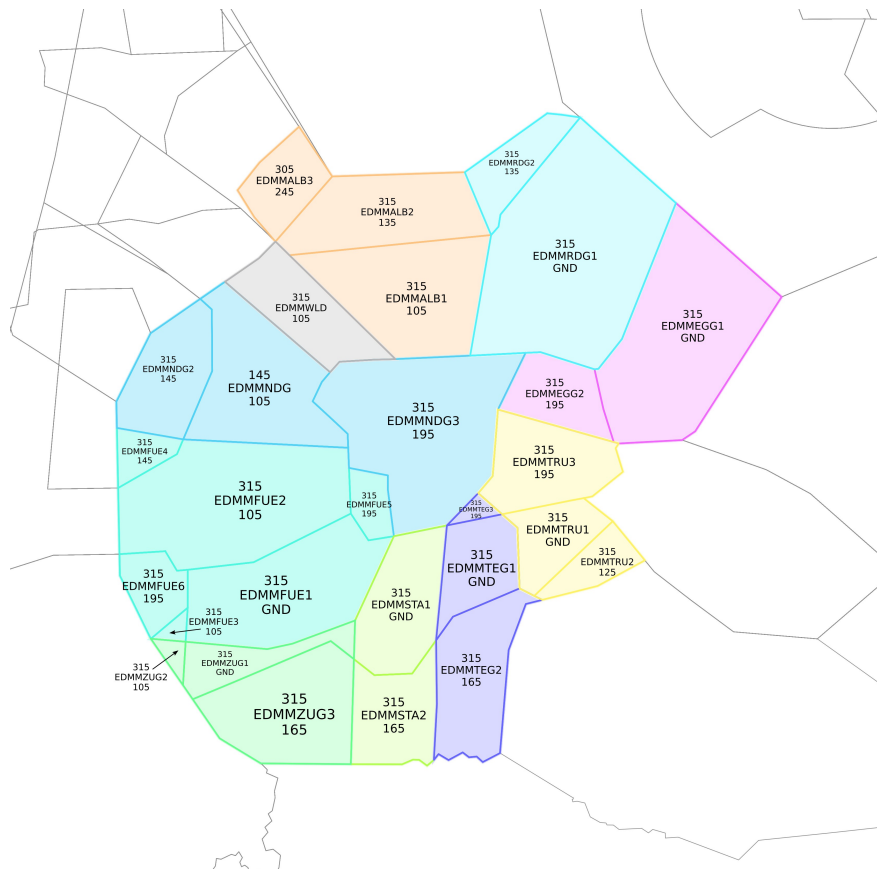 315
EDMMRDG2
135
305
EDMMALB3
245
315
EDMMALB2
135
315
EDMMRDG1
GND
315
EDMMWLD
105
315
EDMMALB1
105
315
EDMMEGG1
GND
315
EDMMNDG2
145
145
EDMMNDG
105
315
EDMMEGG2
195
315
EDMMNDG3
195
315
EDMMFUE4
145
315
EDMMTRU3
195
315
EDMMFUE2
105
315
EDMMFUE5
195
315
EDMMTEG3
195
315
EDMMTRU1
GND
315
EDMMTRU2
125
315
EDMMTEG1
GND
315
EDMMFUE6
195
315
EDMMFUE1
GND
315
EDMMSTA1
GND
315
EDMMFUE3
105
315
EDMMZUG1
GND
315
EDMMZUG2
105
315
EDMMTEG2
165
315
EDMMZUG3
165
315
EDMMSTA2
165